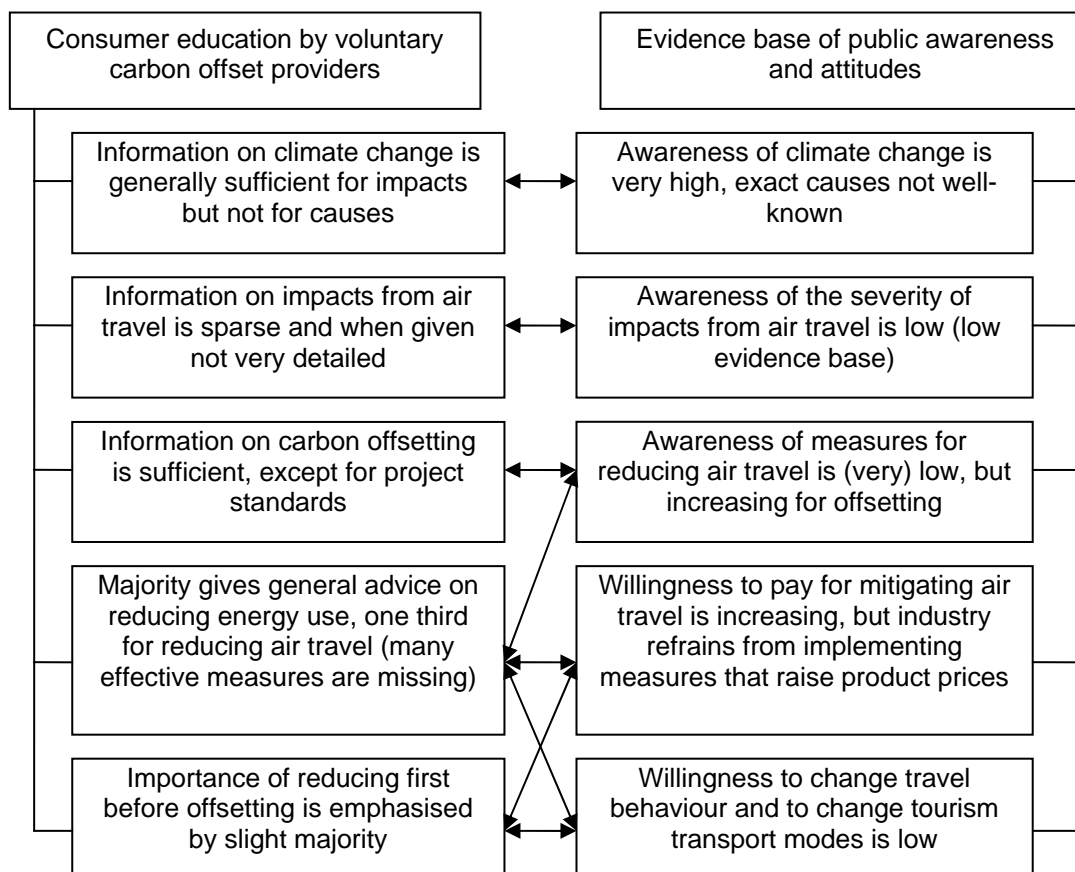 Consumer education by voluntary
carbon offset providers
Evidence base of public awareness
and attitudes
Information on climate change is
generally sufficient for impacts
but not for causes
Awareness of climate change is
very high, exact causes not well-
known
Information on impacts from air
travel is sparse and when given
not very detailed
Awareness of the severity of
impacts from air travel is low (low
evidence base)
Information on carbon offsetting
is sufficient, except for project
standards
Awareness of measures for
reducing air travel is (very) low, but
increasing for offsetting
Majority gives general advice on
reducing energy use, one third
for reducing air travel (many
effective measures are missing)
Willingness to pay for mitigating air
travel is increasing, but industry
refrains from implementing
measures that raise product prices
Importance of reducing first
before offsetting is emphasised
by slight majority
Willingness to change travel
behaviour and to change tourism
transport modes is low